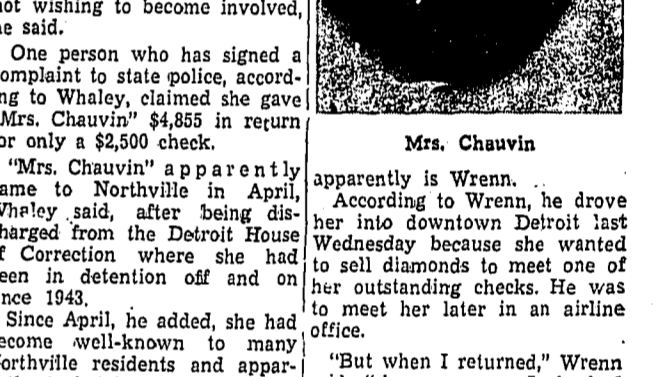 not wishing to become involved,
he said.
One person who has signed a
complaint to state police, accord-
ing to Whaley, claimed she gave
"Mrs. Chauvin" $4,855 in return
for only a $2,500 check.
"Mrs. Chauvin" apparently
came to Northville in April,
Whaley said, after being dis-
charged from the Detroit House
of Correction where she had
been in detention off and on
since 1943.
Since April, he added, she had
become well-known to many
Northville residents and appar-
Mrs. Chauvin
apparently is Wrenn.
According to Wrenn, he drove
her into downtown Detroit last
Wednesday because she wanted
to sell diamonds to meet one of
her outstanding checks. He was
to meet her later in an airline
office.
"But when I returned," Wrenn